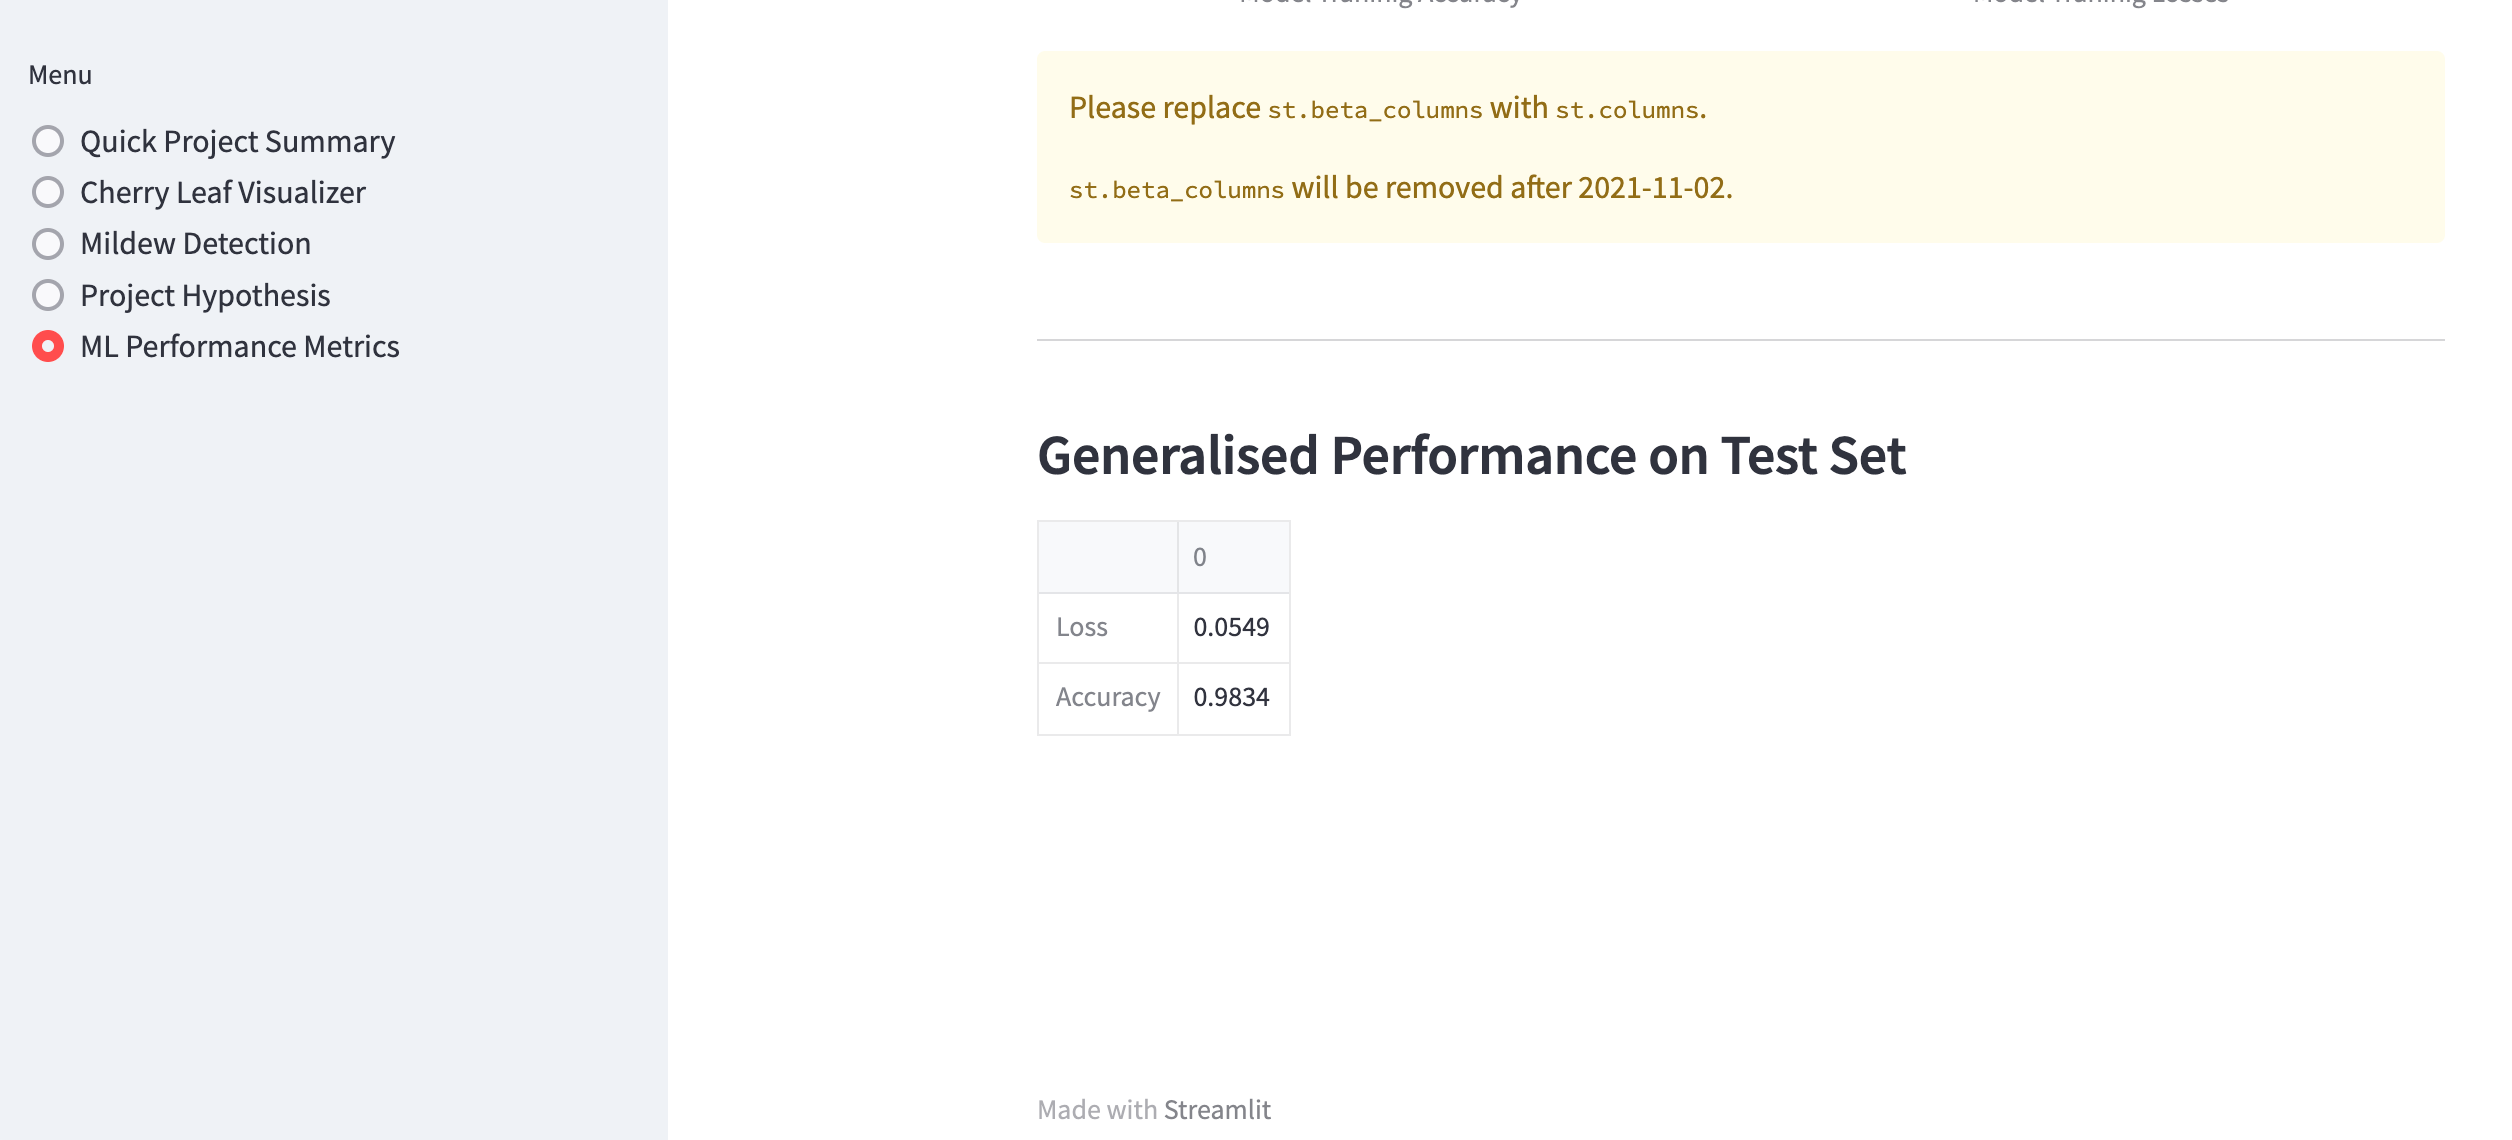 Menu
Quick Project Summary
Cherry Leaf Visualizer
Mildew Detection
Project Hypothesis
ML Performance Metrics
Please replace st.beta_columns with st.columns.
st.beta_columns will be removed after 2021-11-02.
Generalised Performance on Test Set
0
Loss 0.0549
Accuracy 0.9834
Made with Streamlit